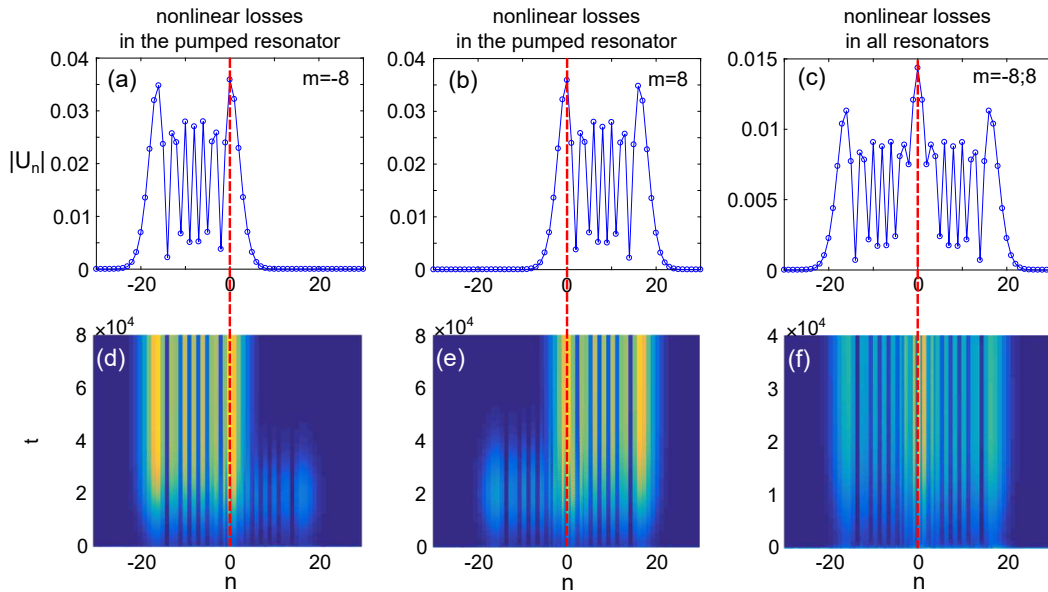 nonlinear losses
in the pumped resonator
nonlinear losses
in the pumped resonator
nonlinear losses
in all resonators
(a)
m=-8
|U_n|
0.04
0.03
0.02
0.01
0
-20
0
20
(b)
m=8
0.04
0.03
0.02
0.01
0
-20
0
20
(c)
m=-8;8
0.015
0.01
0.005
0
-20
0
20
×10^4
(d)
t
8
6
4
2
0
-20
0
20
n
×10^4
(e)
8
6
4
2
0
-20
0
20
n
×10^4
(f)
4
3
2
1
0
-20
0
20
n